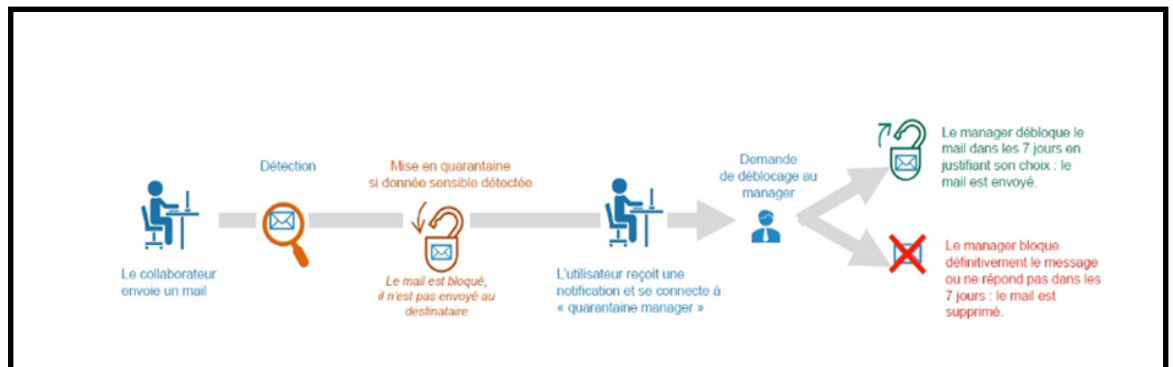 Le collaborateur
envoie un mail
Détection
Mise en quarantaine
si donnée sensible détectée
Le mail est bloqué,
il n'est pas envoyé au
destinataire
L'utilisateur reçoit une
notification et se connecte à
« quarantaine manager »
Demande
de déblocage au
manager
Le manager débloque le
mail dans les 7 jours en
justifiant son choix : le
mail est envoyé.
Le manager bloque
définitivement le message
ou ne répond pas dans les
7 jours : le mail est
supprimé.